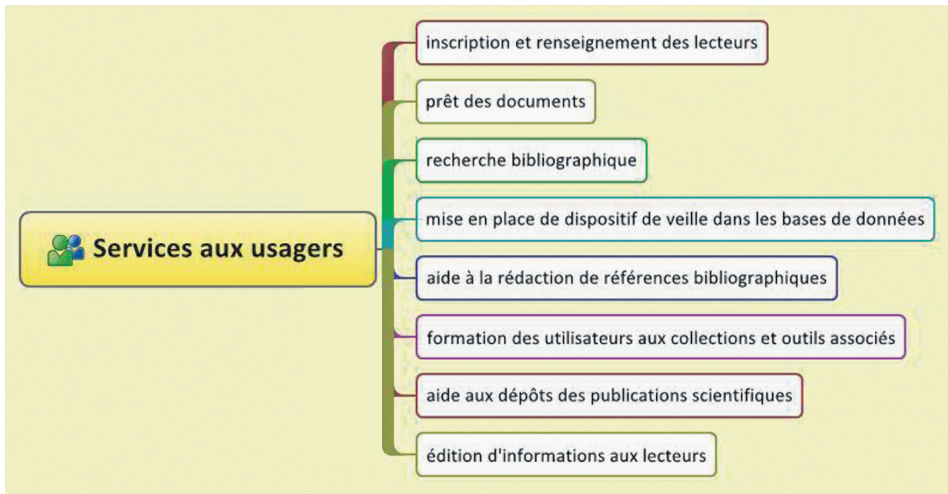 Services aux usagers
inscription et renseignement des lecteurs
prêt des documents
recherche bibliographique
mise en place de dispositif de veille dans les bases de données
aide à la rédaction de références bibliographiques
formation des utilisateurs aux collections et outils associés
aide aux dépôts des publications scientifiques
édition d'informations aux lecteurs